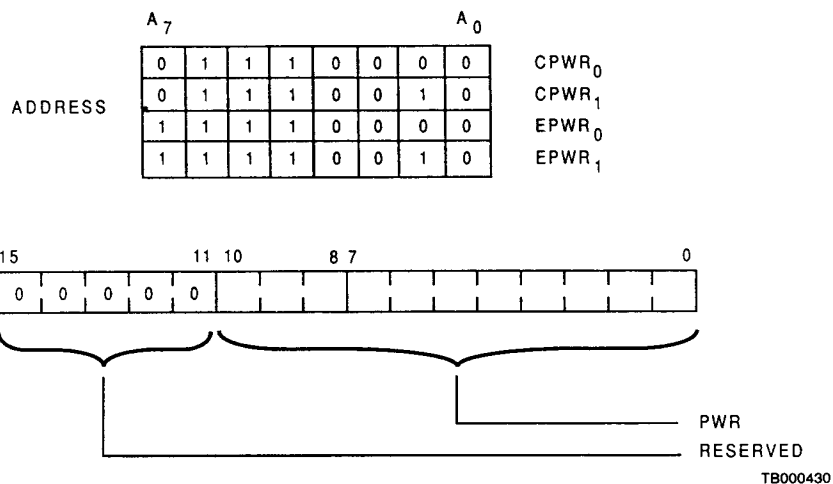 A7 A0
0 1 1 1 0 0 0 0 CPWR0
ADDRESS 0 1 1 1 0 0 1 0 CPWR1
1 1 1 1 0 0 0 0 EPWR0
1 1 1 1 0 0 1 0 EPWR1
15 11 10 8 7 0
0 0 0 0 0
PWR
RESERVED
TB000430